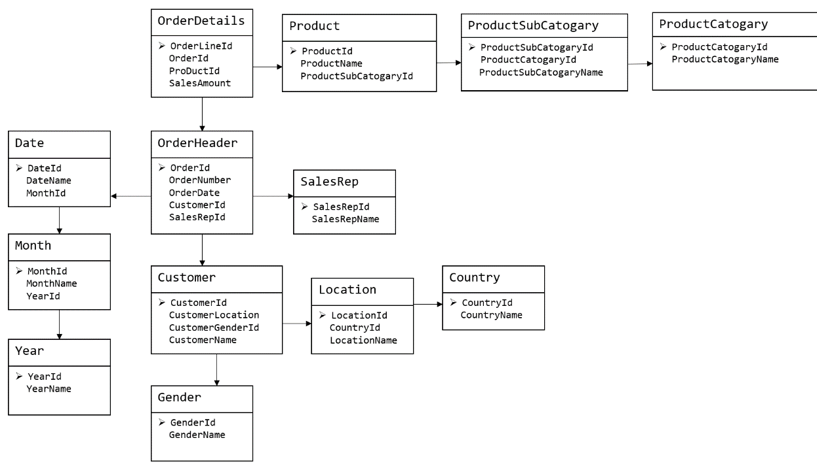 OrderDetails
OrderLineId
OrderId
ProDuctId
SalesAmount
Product
ProductId
ProductName
ProductSubCatogaryId
ProductSubCatogary
ProductSubCatogaryId
ProductCatogaryId
ProductSubCatogaryName
ProductCatogary
ProductCatogaryId
ProductCatogaryName
Date
DateId
DateName
MonthId
OrderHeader
OrderId
OrderNumber
OrderDate
CustomerId
SalesRepId
SalesRep
SalesRepId
SalesRepName
Month
MonthId
MonthName
YearId
Customer
CustomerId
CustomerLocation
CustomerGenderId
CustomerName
Location
LocationId
CountryId
LocationName
Country
CountryId
CountryName
Year
YearId
YearName
Gender
GenderId
GenderName